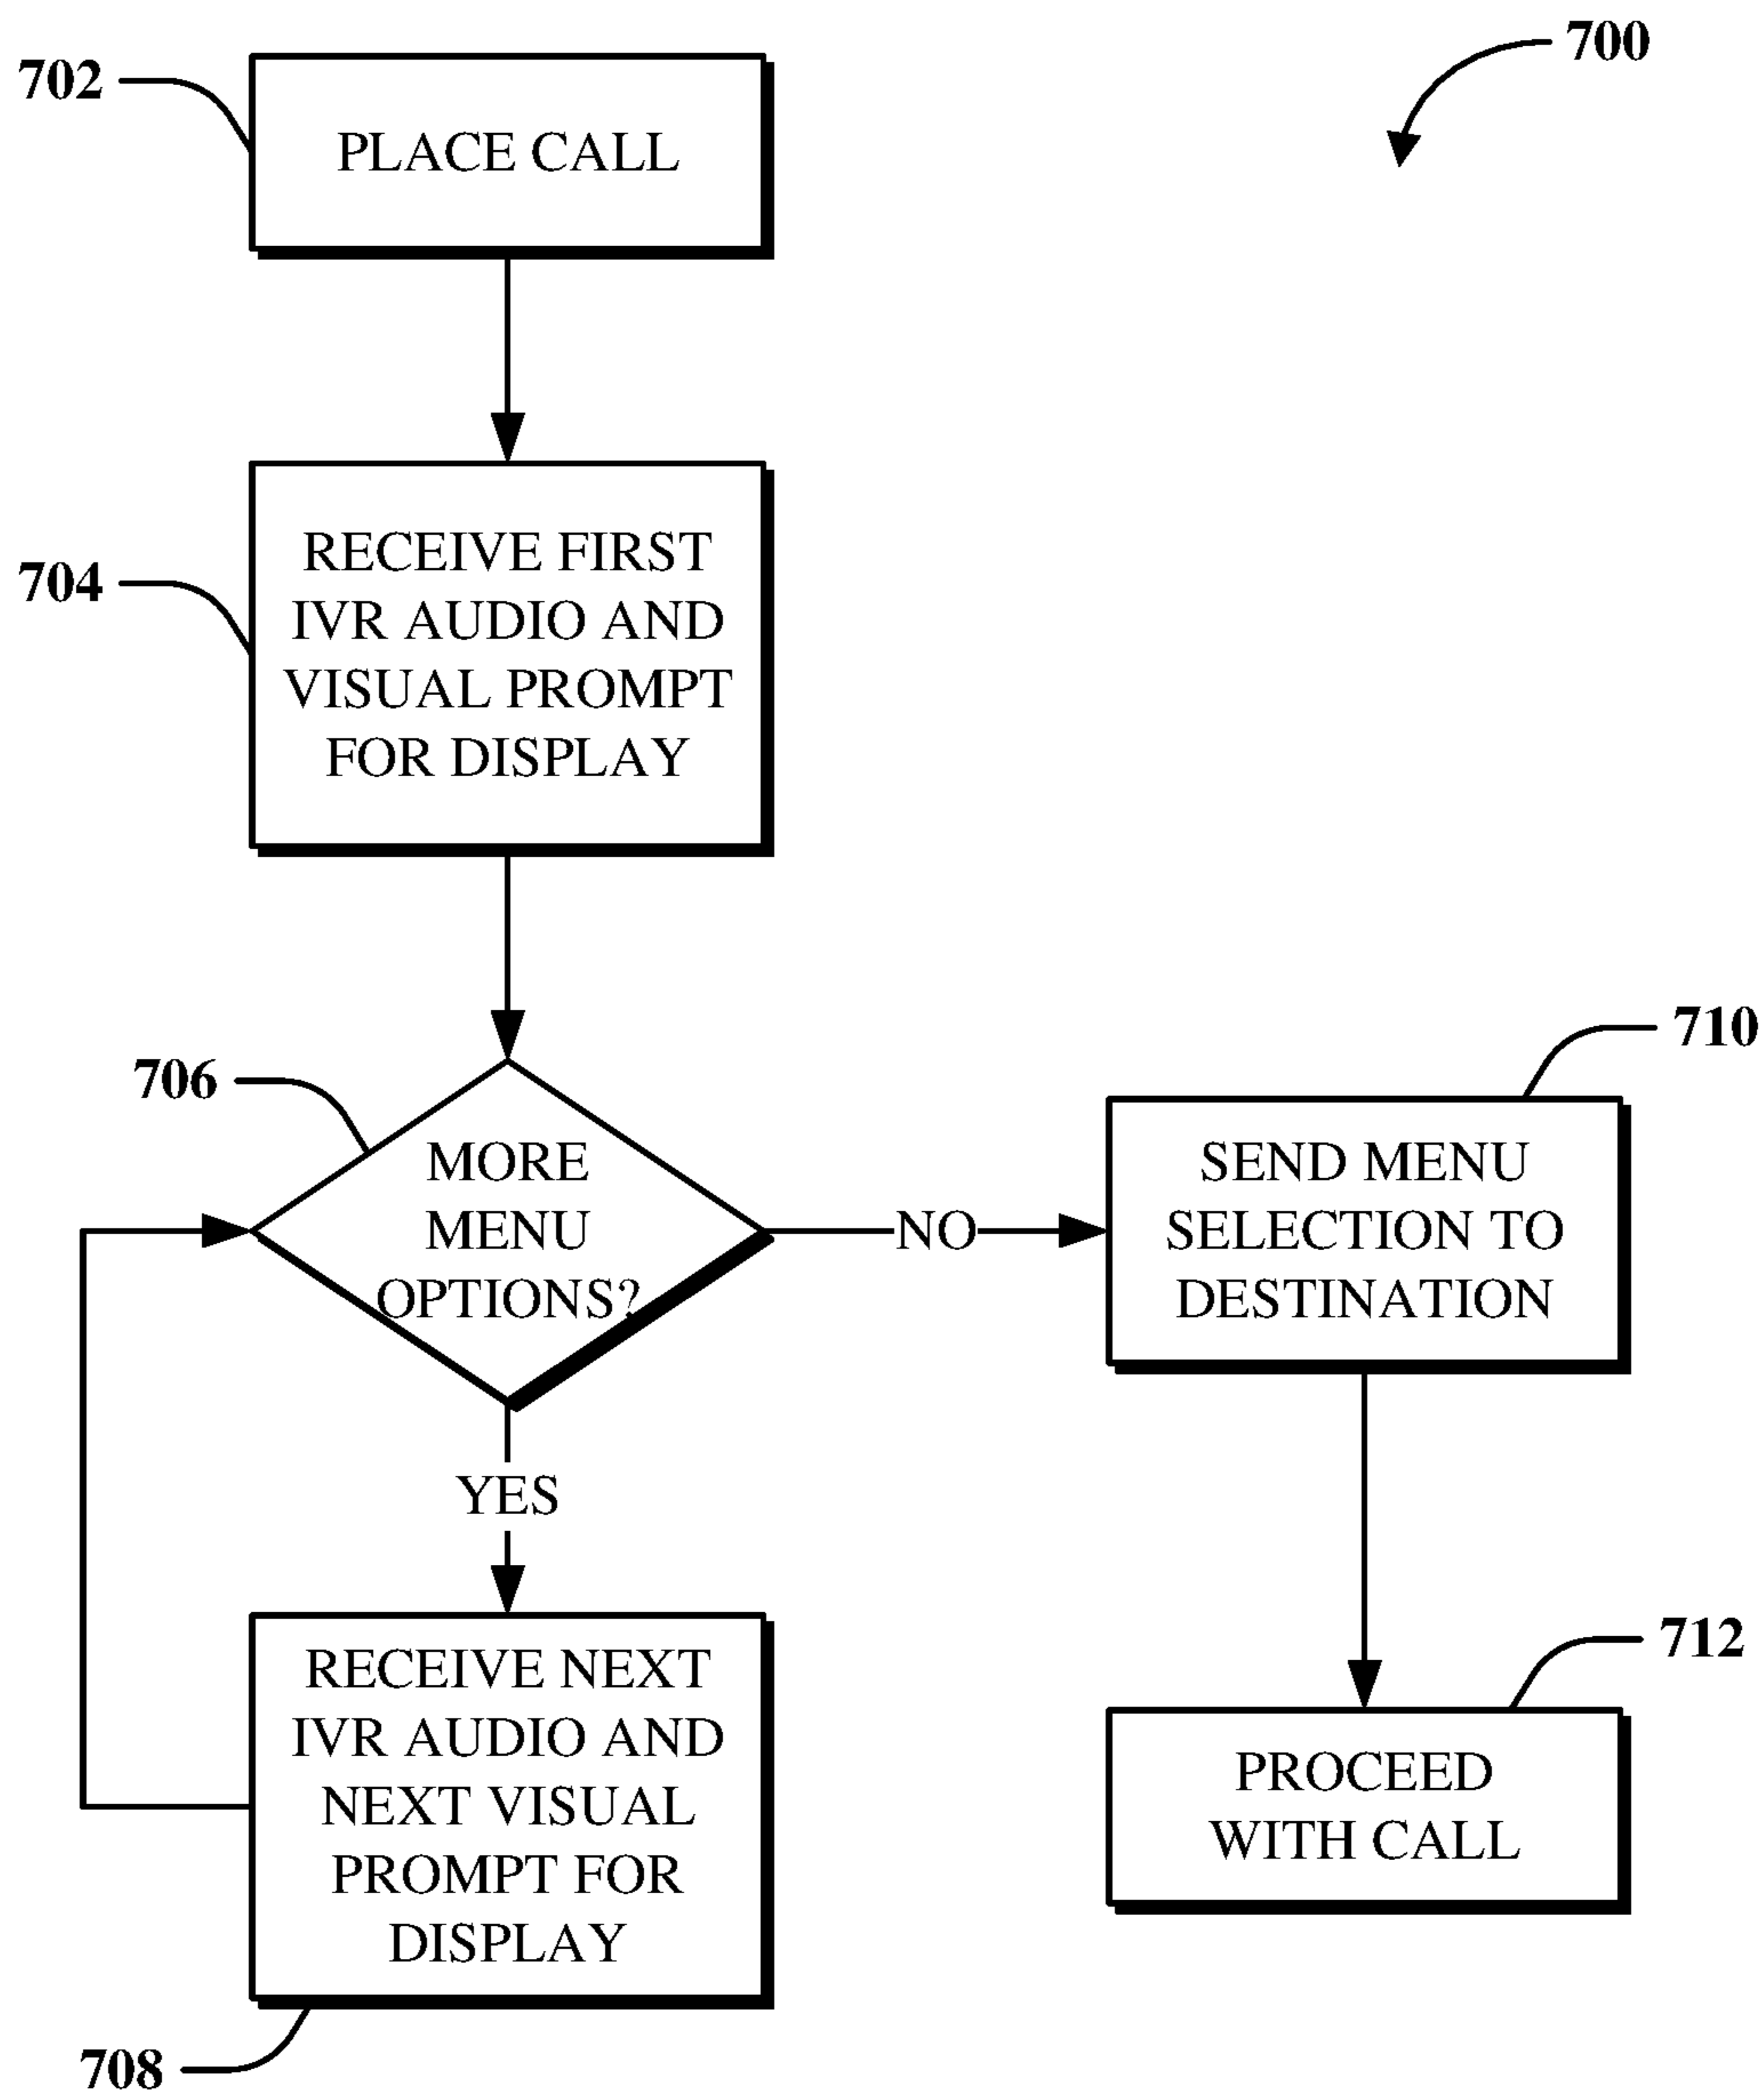 700
702
PLACE CALL
704
RECEIVE FIRST
IVR AUDIO AND
VISUAL PROMPT
FOR DISPLAY
706
MORE
MENU
OPTIONS?
NO
710
SEND MENU
SELECTION TO
DESTINATION
YES
708
RECEIVE NEXT
IVR AUDIO AND
NEXT VISUAL
PROMPT FOR
DISPLAY
712
PROCEED
WITH CALL